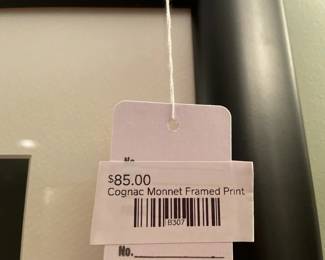 No.
$85.00
Cognac Monnet Framed Print
B307
No.